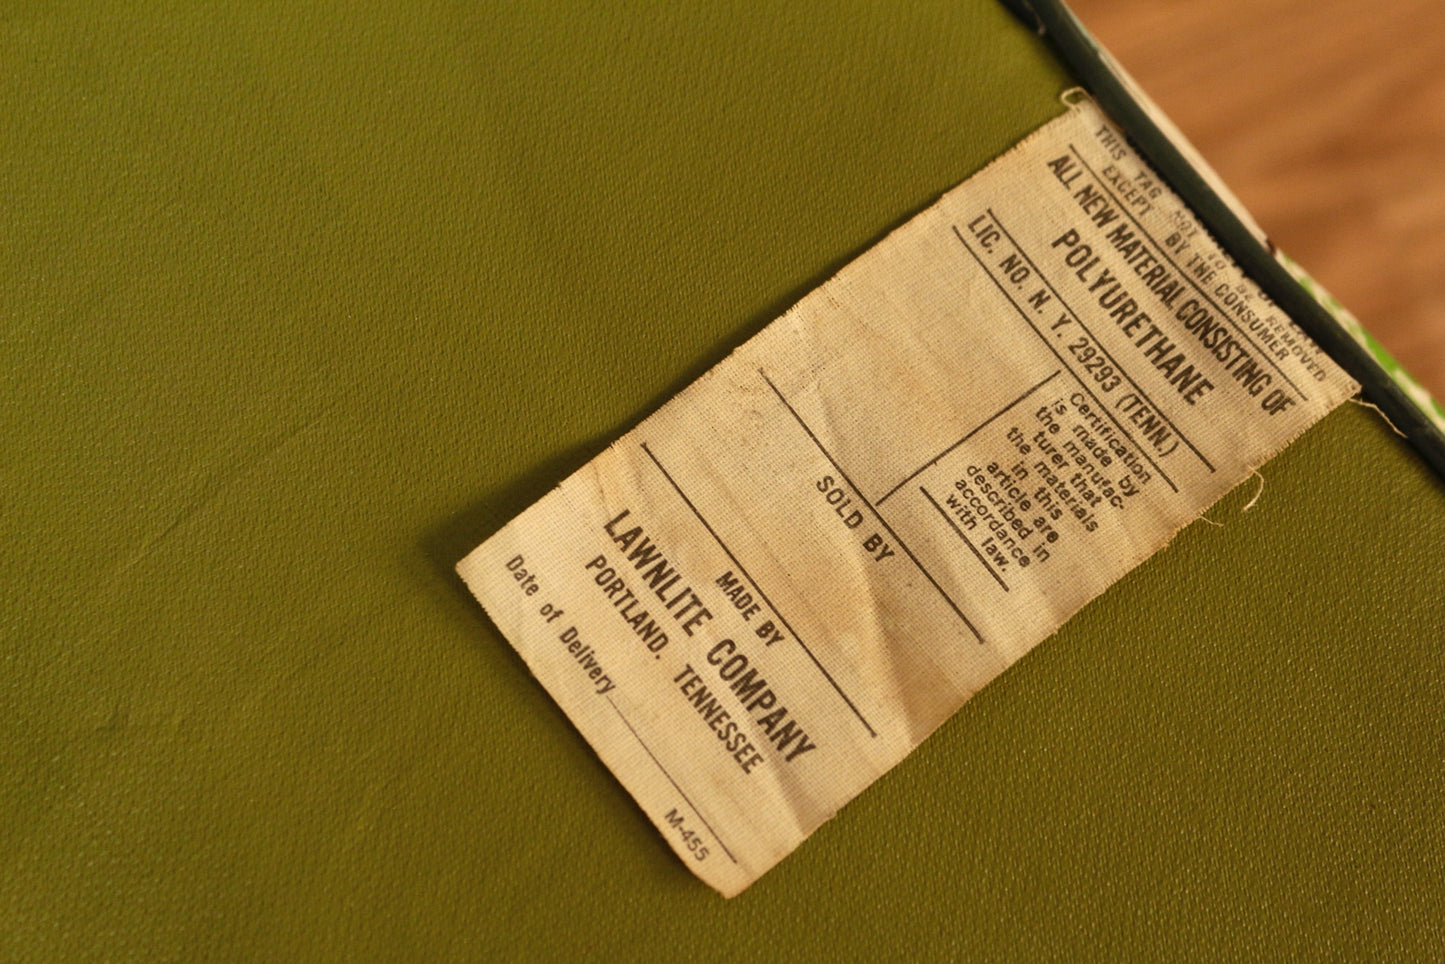 THIS TAG NOT TO BE REMOVED
EXCEPT BY THE CONSUMER
ALL NEW MATERIAL CONSISTING OF
POLYURETHANE
LIC. NO. N. Y. 29293 (TENN.)
Certification
is made by
the manufac-
turer that
the materials
in this
article are
described in
accordance
with law.
SOLD BY
MADE BY
LAWNLITE COMPANY
PORTLAND. TENNESSEE
Date of Delivery
M-455